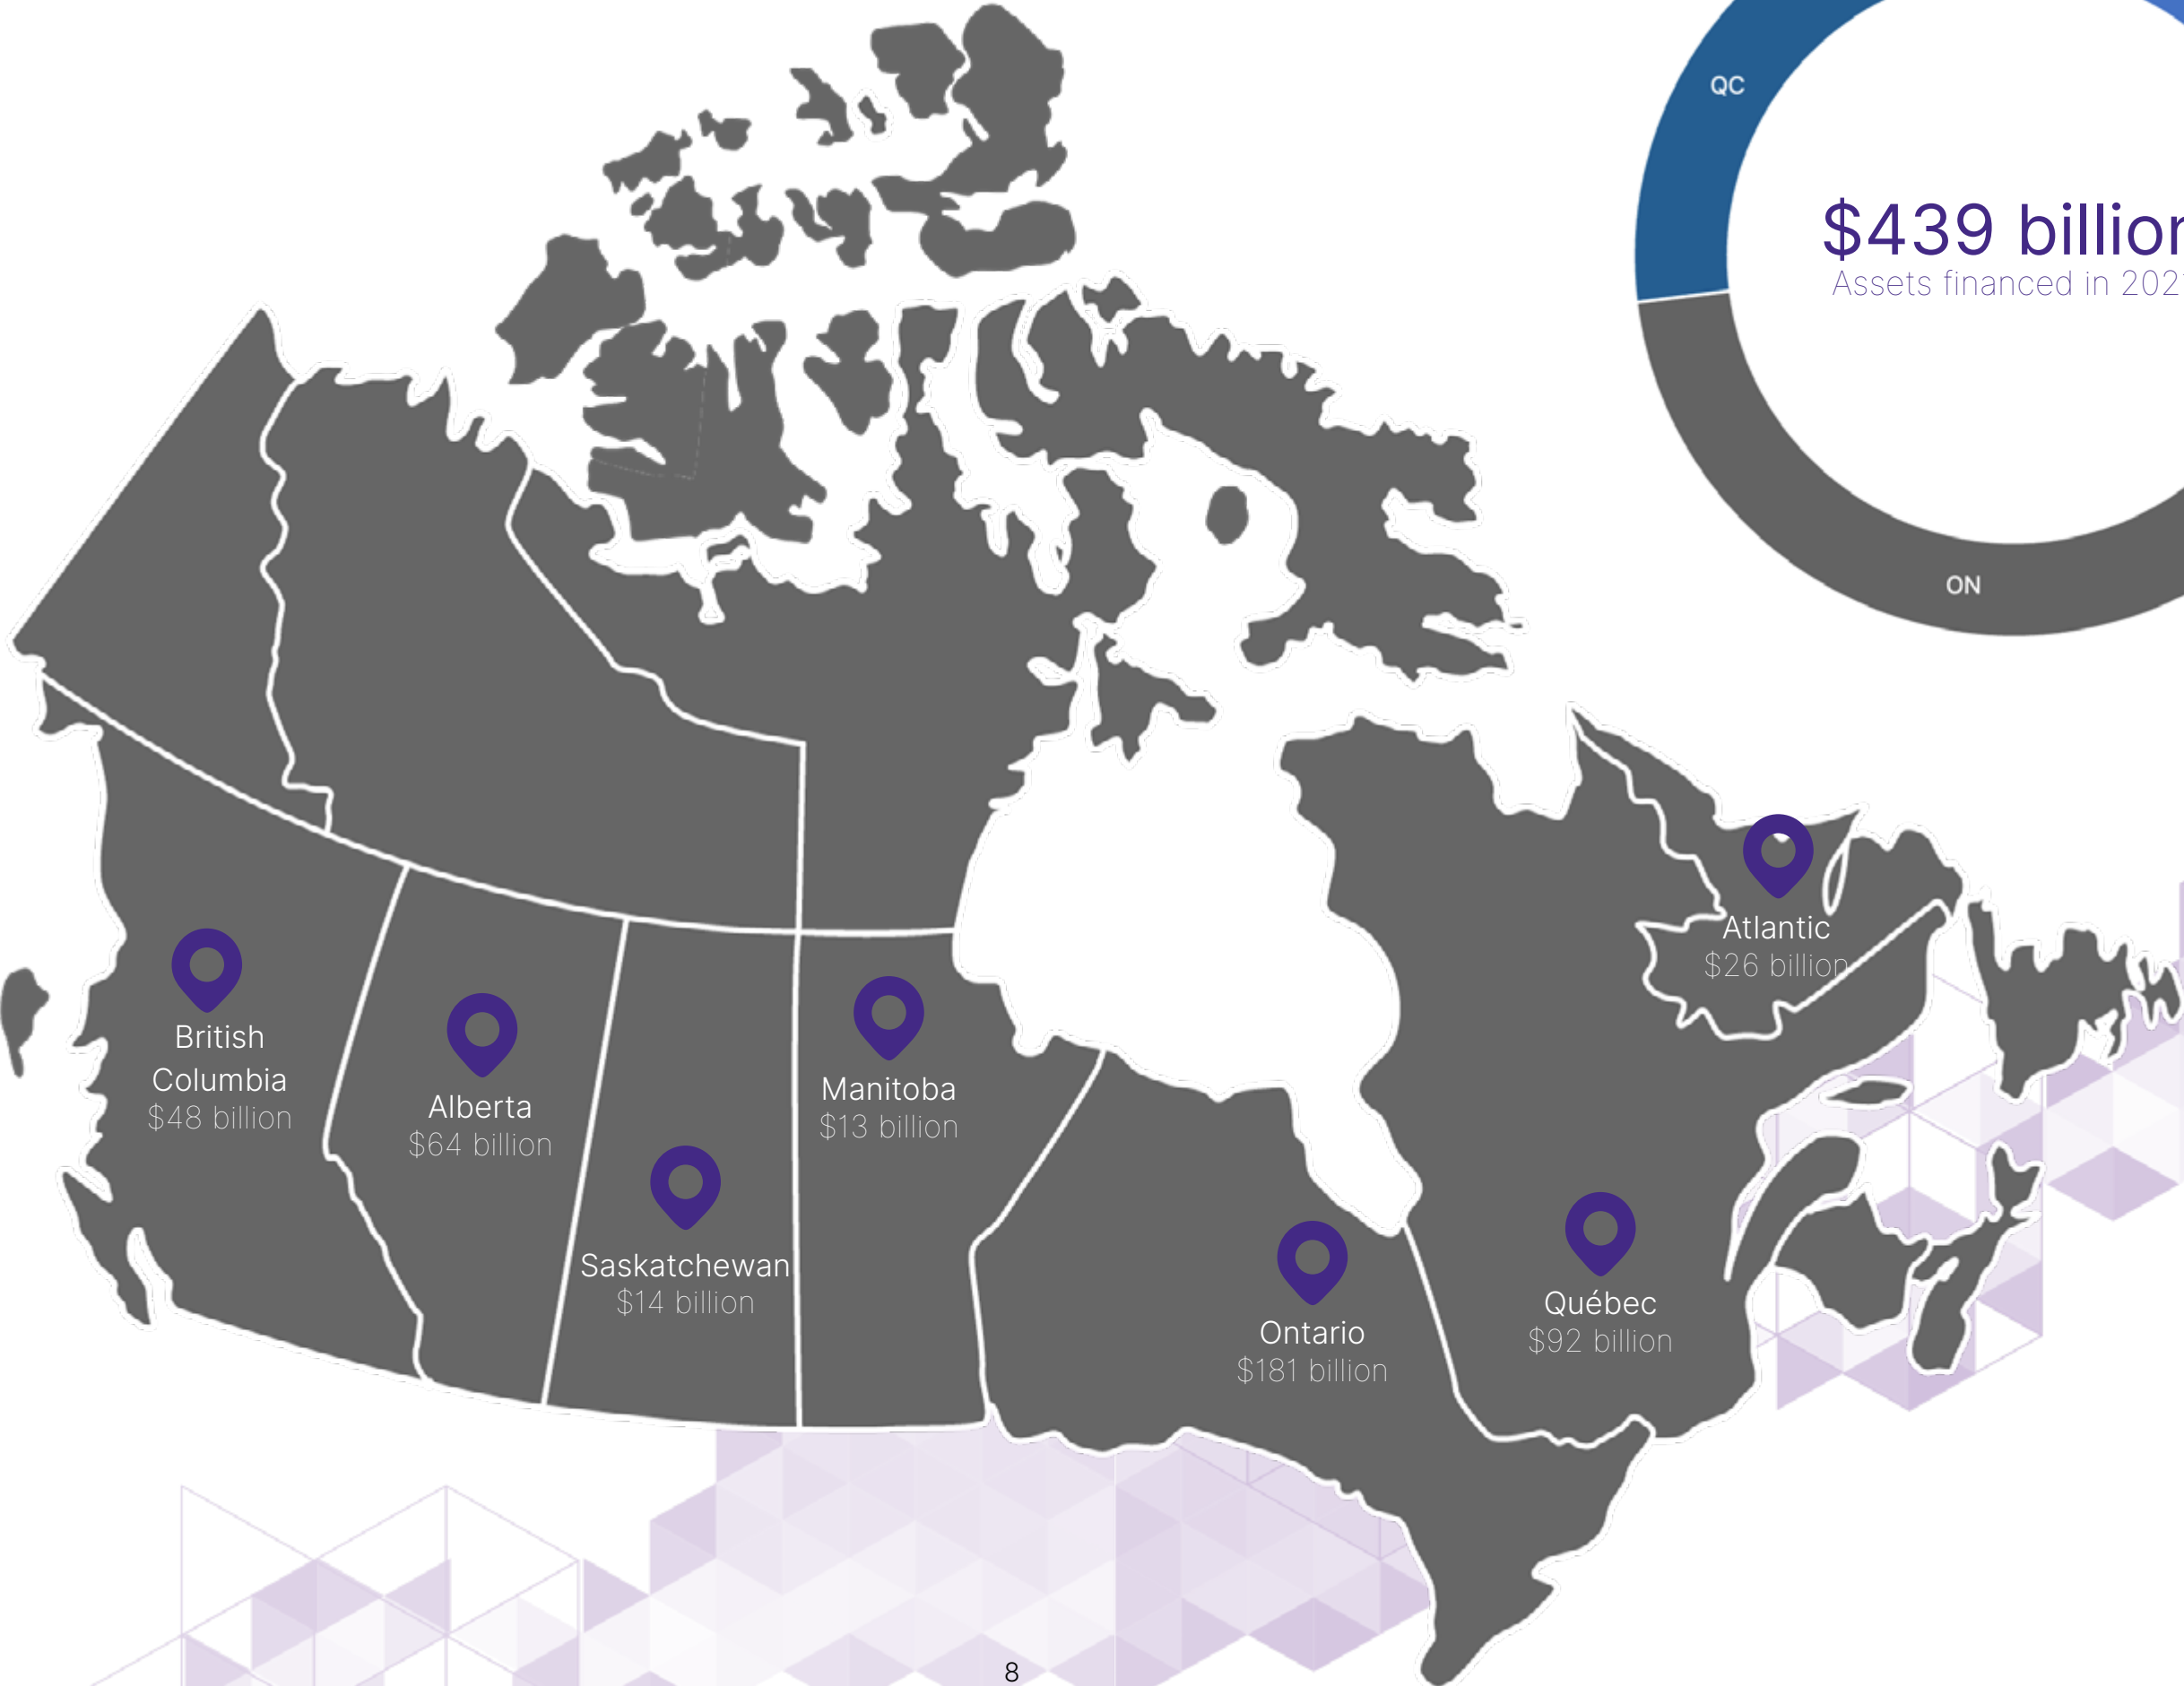 QC
$439 billion
Assets financed in 202
ON
Atlantic
$26 billion
British
Columbia
$48 billion
Alberta
$64 billion
Manitoba
$13 billion
Saskatchewan
$14 billion
Ontario
$181 billion
Québec
$92 billion
8